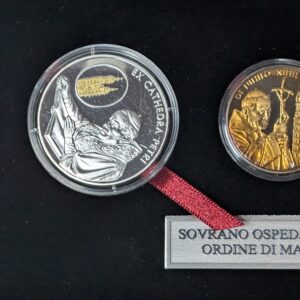 EX CATHEDRA PETRI
SOVRANO OSPEDA
ORDINE DI MA